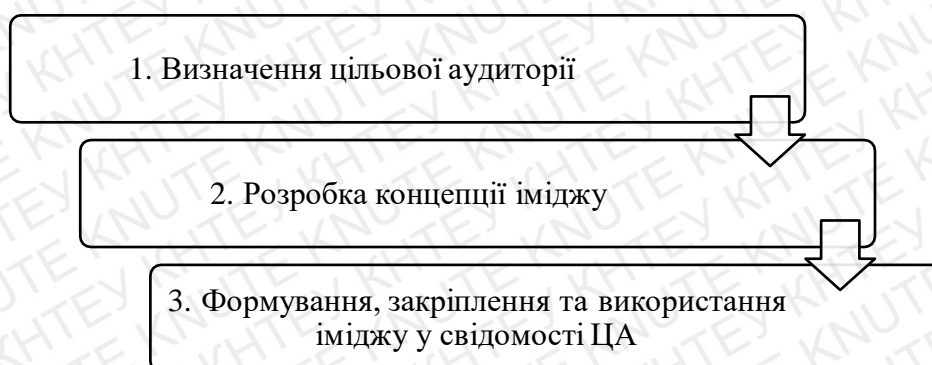 1. Визначення цільової аудиторії
2. Розробка концепції іміджу
3. Формування, закріплення та використання
іміджу у свідомості ЦА